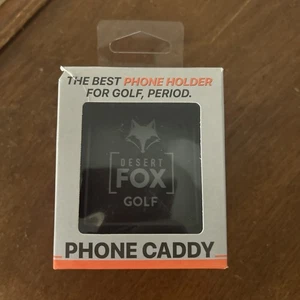 THE BEST PHONE HOLDER
FOR GOLF, PERIOD.
DESERT
FOX
GOLF
PHONE CADDY